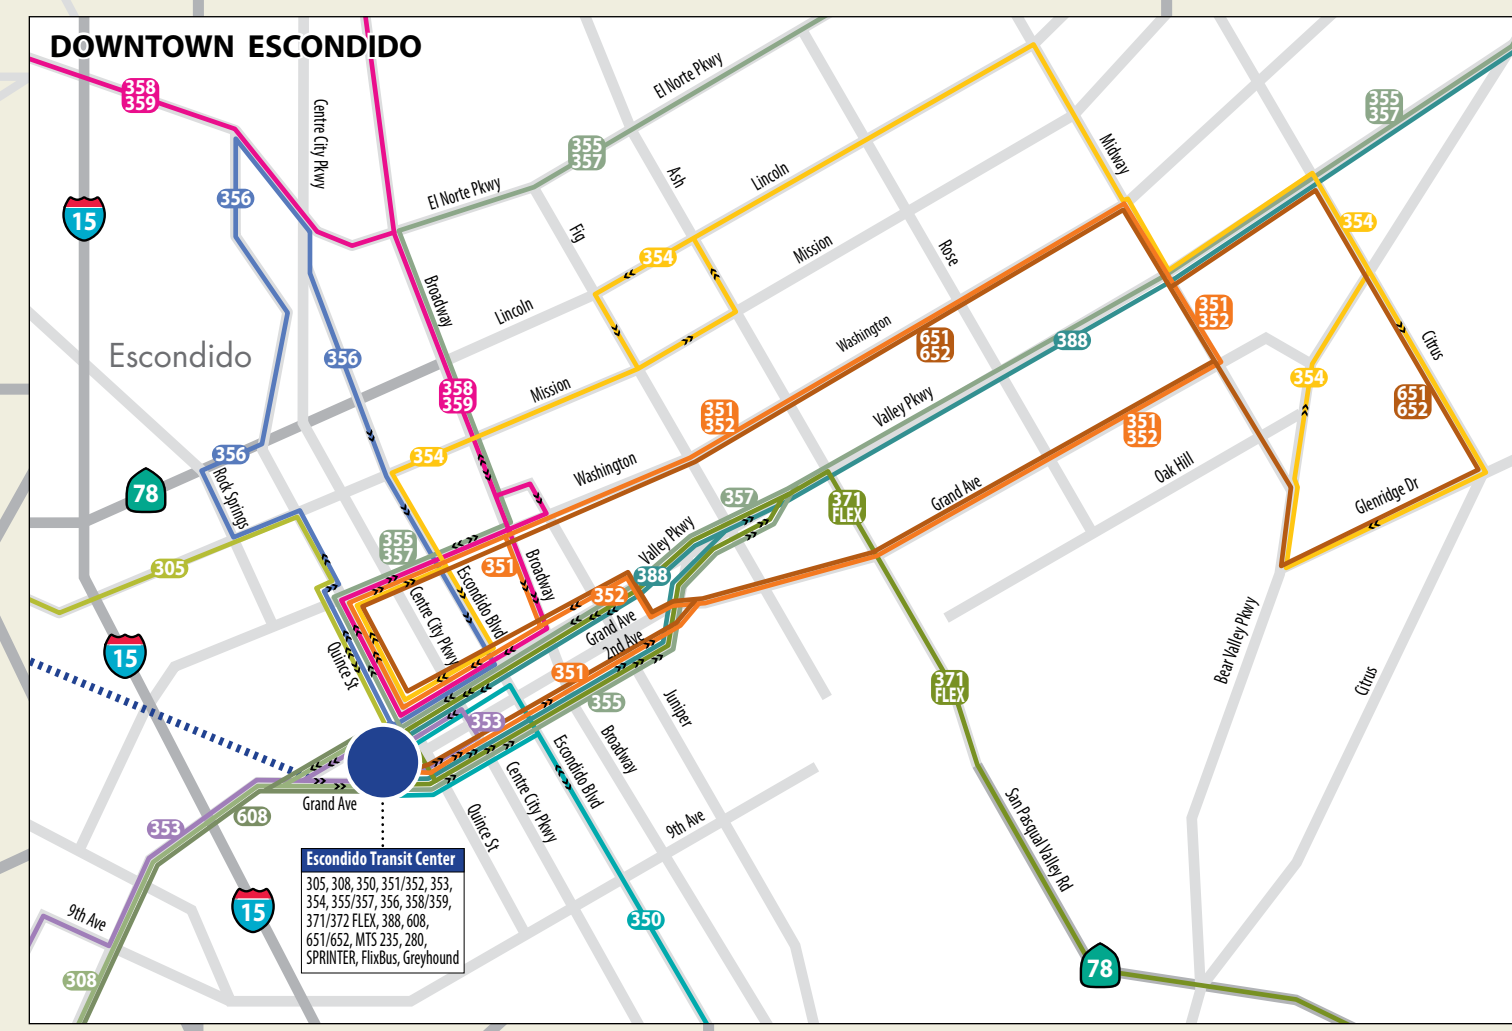 DOWNTOWN ESCONDIDO
358
359
Centre City Pkwy
El Norte Pkwy
355
357
355
357
356
15
El Norte Pkwy
Ash
Lincoln
Midway
Fig
354
Mission
Rose
354
Broadway
Lincoln
351
352
Escondido
356
Washington
651
652
388
Citrus
358
359
Mission
354
651
652
Valley Pkwy
351
352
351
352
356
354
Washington
Oak Hill
78
Rock Springs
357
371
FLEX
Grand Ave
Glenridge Dr
355
357
Valley Pkwy
305
351
Broadway
388
Escondido Blvd
352
Centre City Pkwy
Grand Ave
2nd Ave
15
Quince St
351
355
Juniper
371
FLEX
Bear Valley Pkwy
Citrus
353
Broadway
Escondido Blvd
Centre City Pkwy
Grand Ave
608
353
Quince St
9th Ave
San Pasqual Valley Rd
Escondido Transit Center
305, 308, 350, 351/352, 353,
354, 355/357, 356, 358/359,
371/372 FLEX, 388, 608,
651/652, MTS 235, 280,
SPRINTER, FlixBus, Greyhound
15
9th Ave
350
308
78